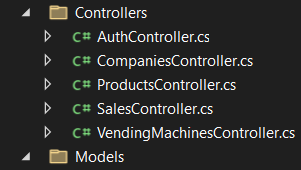 Controllers
C# AuthController.cs
C# CompaniesController.cs
C# ProductsController.cs
C# SalesController.cs
C# VendingMachinesController.cs
Models